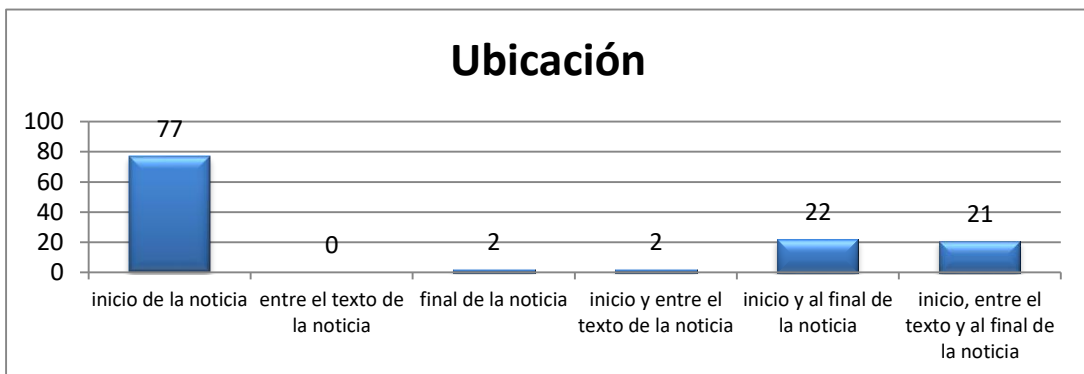 Ubicación
100
80
60
40
20
0
77
0
2
2
22
21
inicio de la noticia
entre el texto de
la noticia
final de la noticia
inicio y entre el
texto de la noticia
inicio y al final de
la noticia
inicio, entre el
texto y al final de
la noticia